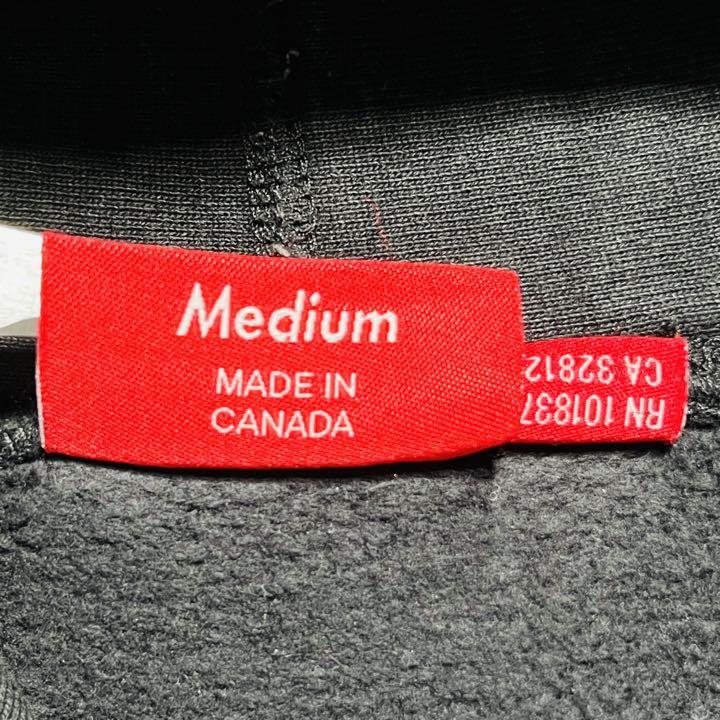 Medium
MADE IN
CANADA
RN 101837
CA 32812